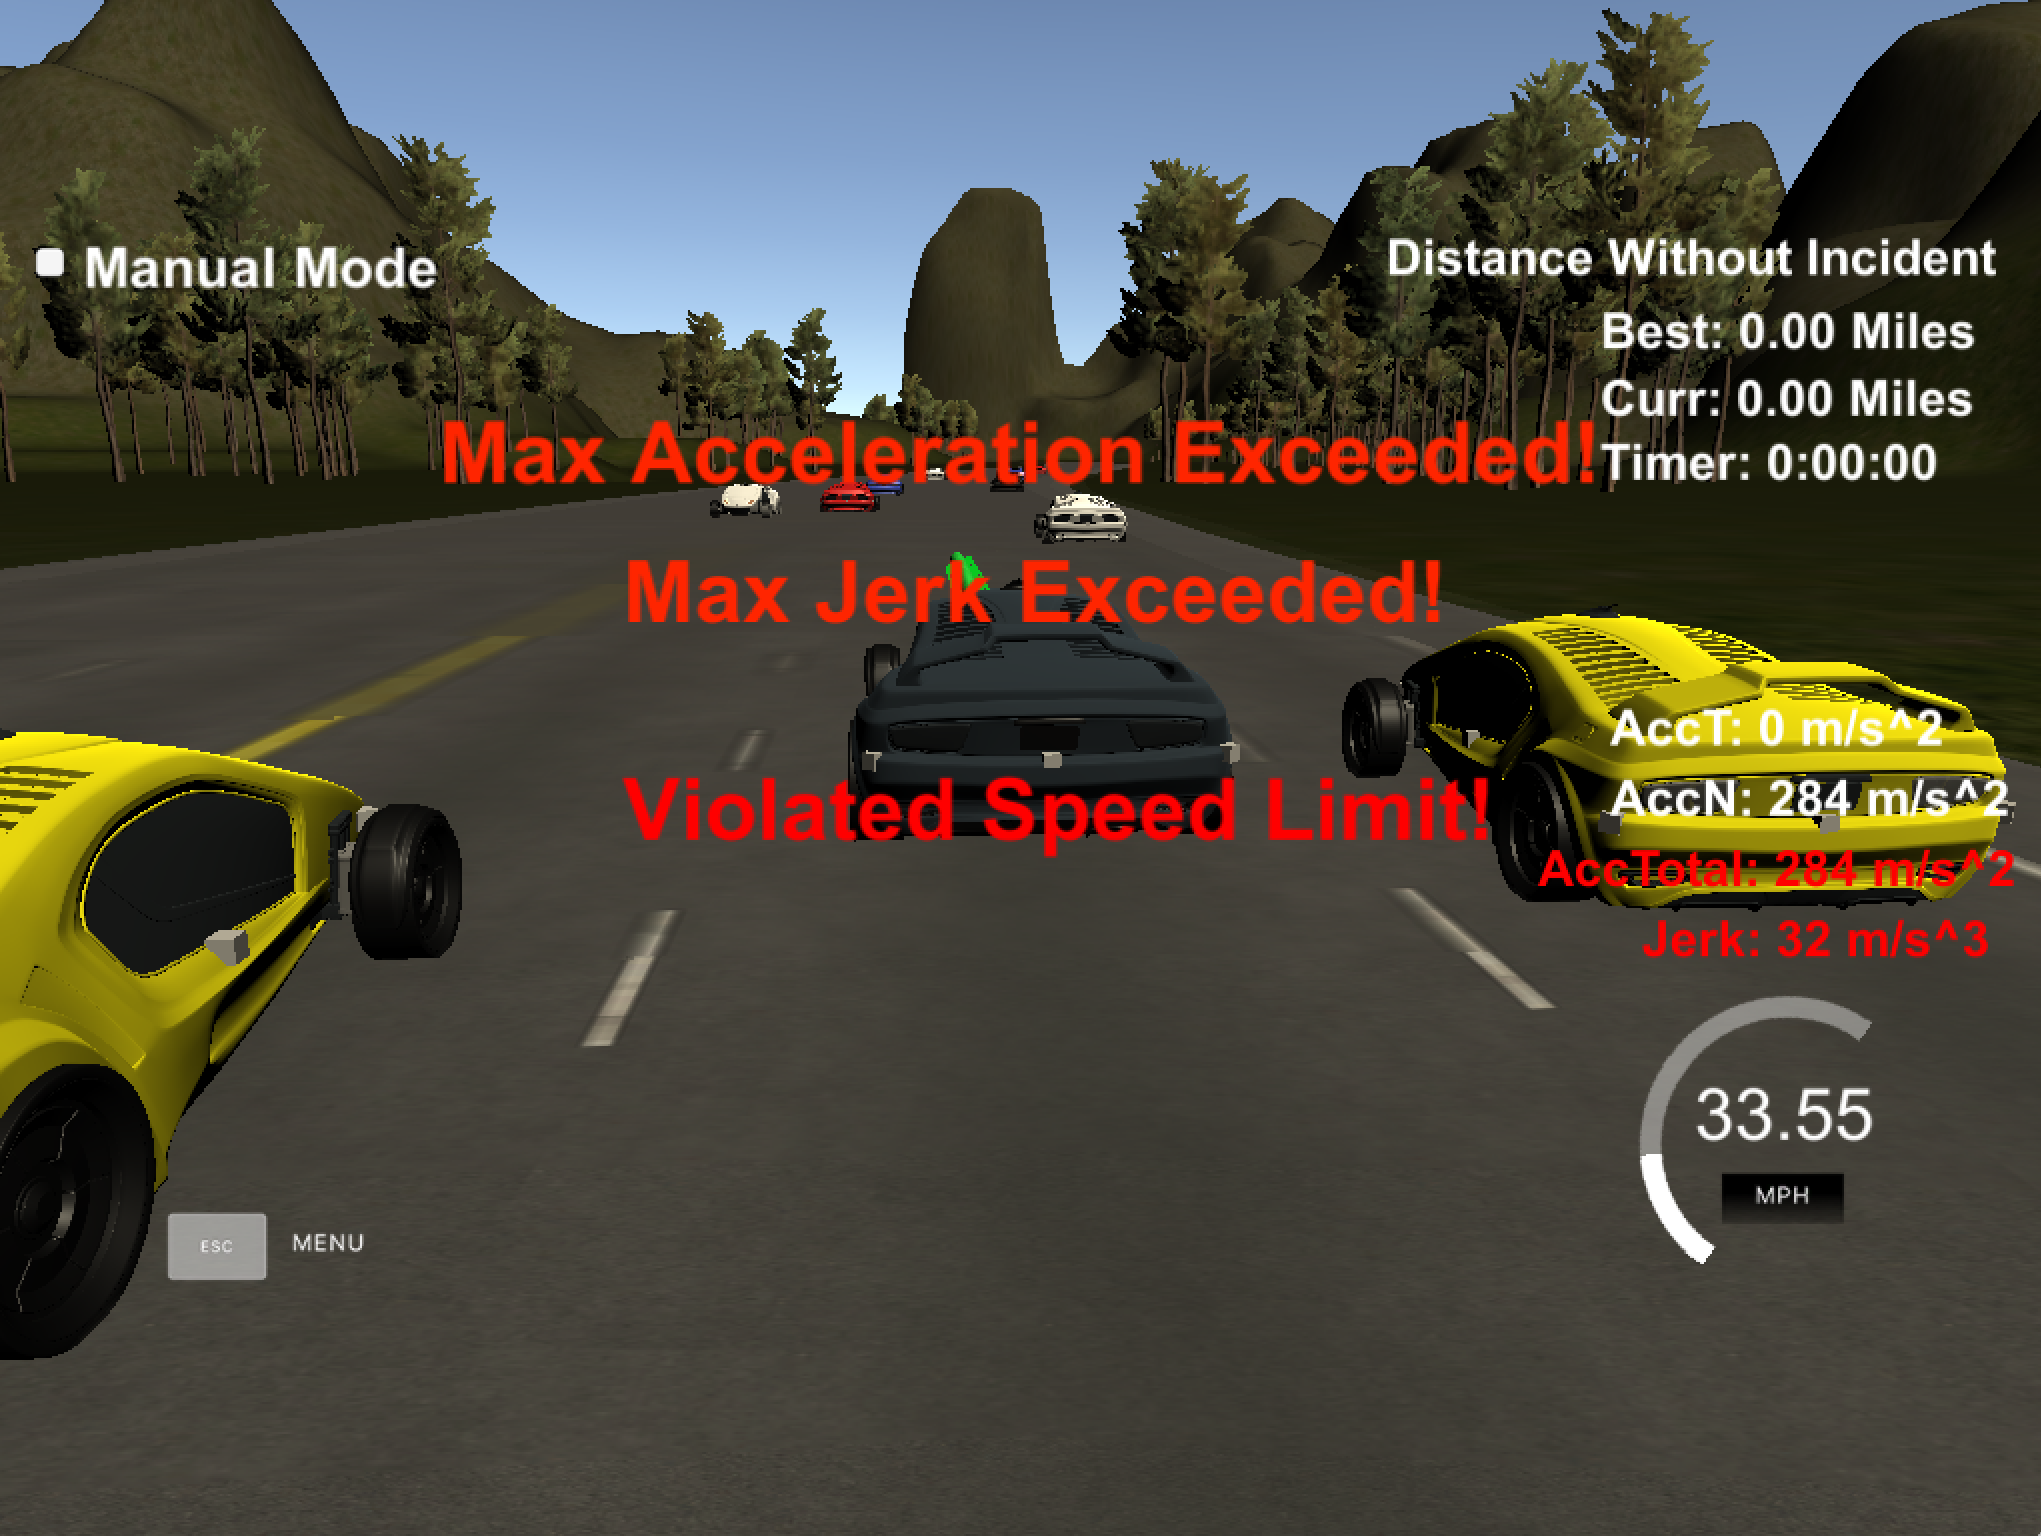 Manual Mode
Distance Without Incident
Best: 0.00 Miles
Curr: 0.00 Miles
Timer: 0:00:00
Max Acceleration Exceeded!
Max Jerk Exceeded!
Violated Speed Limit!
AccT: 0 m/s^2
AccN: 284 m/s^2
AccTotal: 284 m/s^2
Jerk: 32 m/s^3
33.55
MPH
ESC MENU